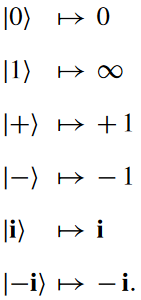 |0⟩ ↦ 0
|1⟩ ↦ ∞
|+⟩ ↦ +1
|−⟩ ↦ −1
|i⟩ ↦ i
|−i⟩ ↦ −i.